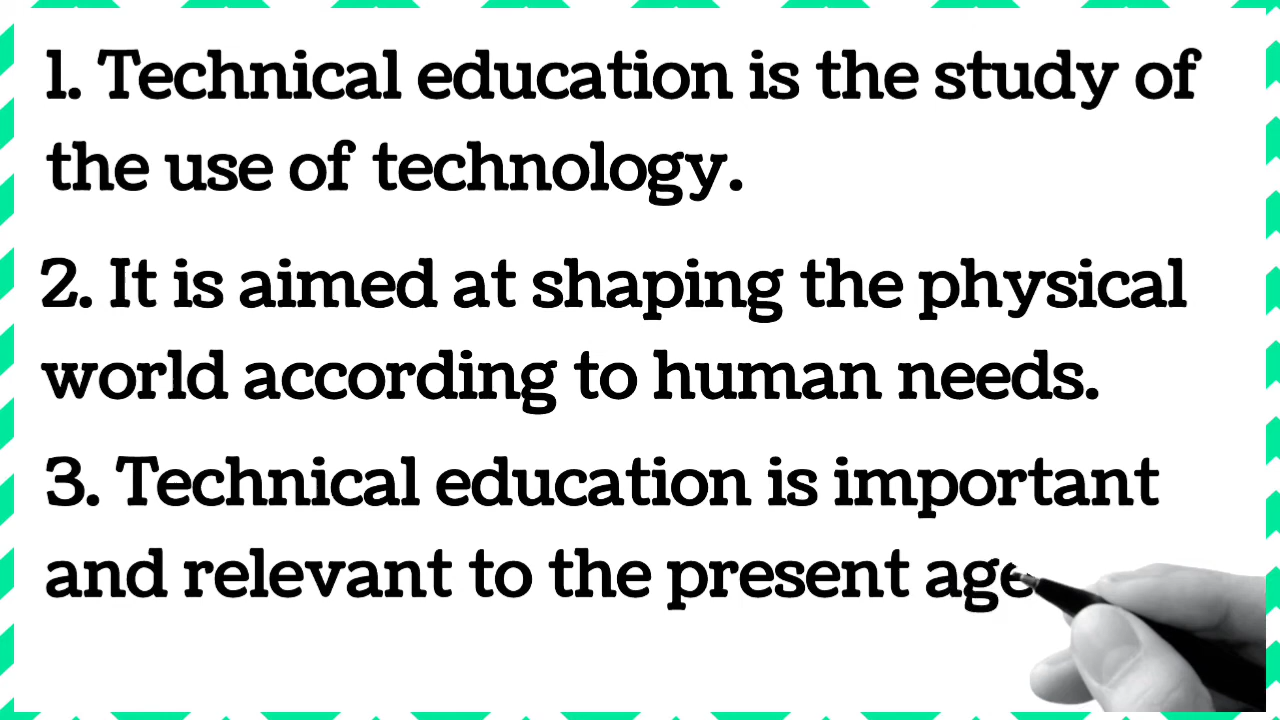 1. Technical education is the study of
the use of technology.
2. It is aimed at shaping the physical
world according to human needs.
3. Technical education is important
and relevant to the present age